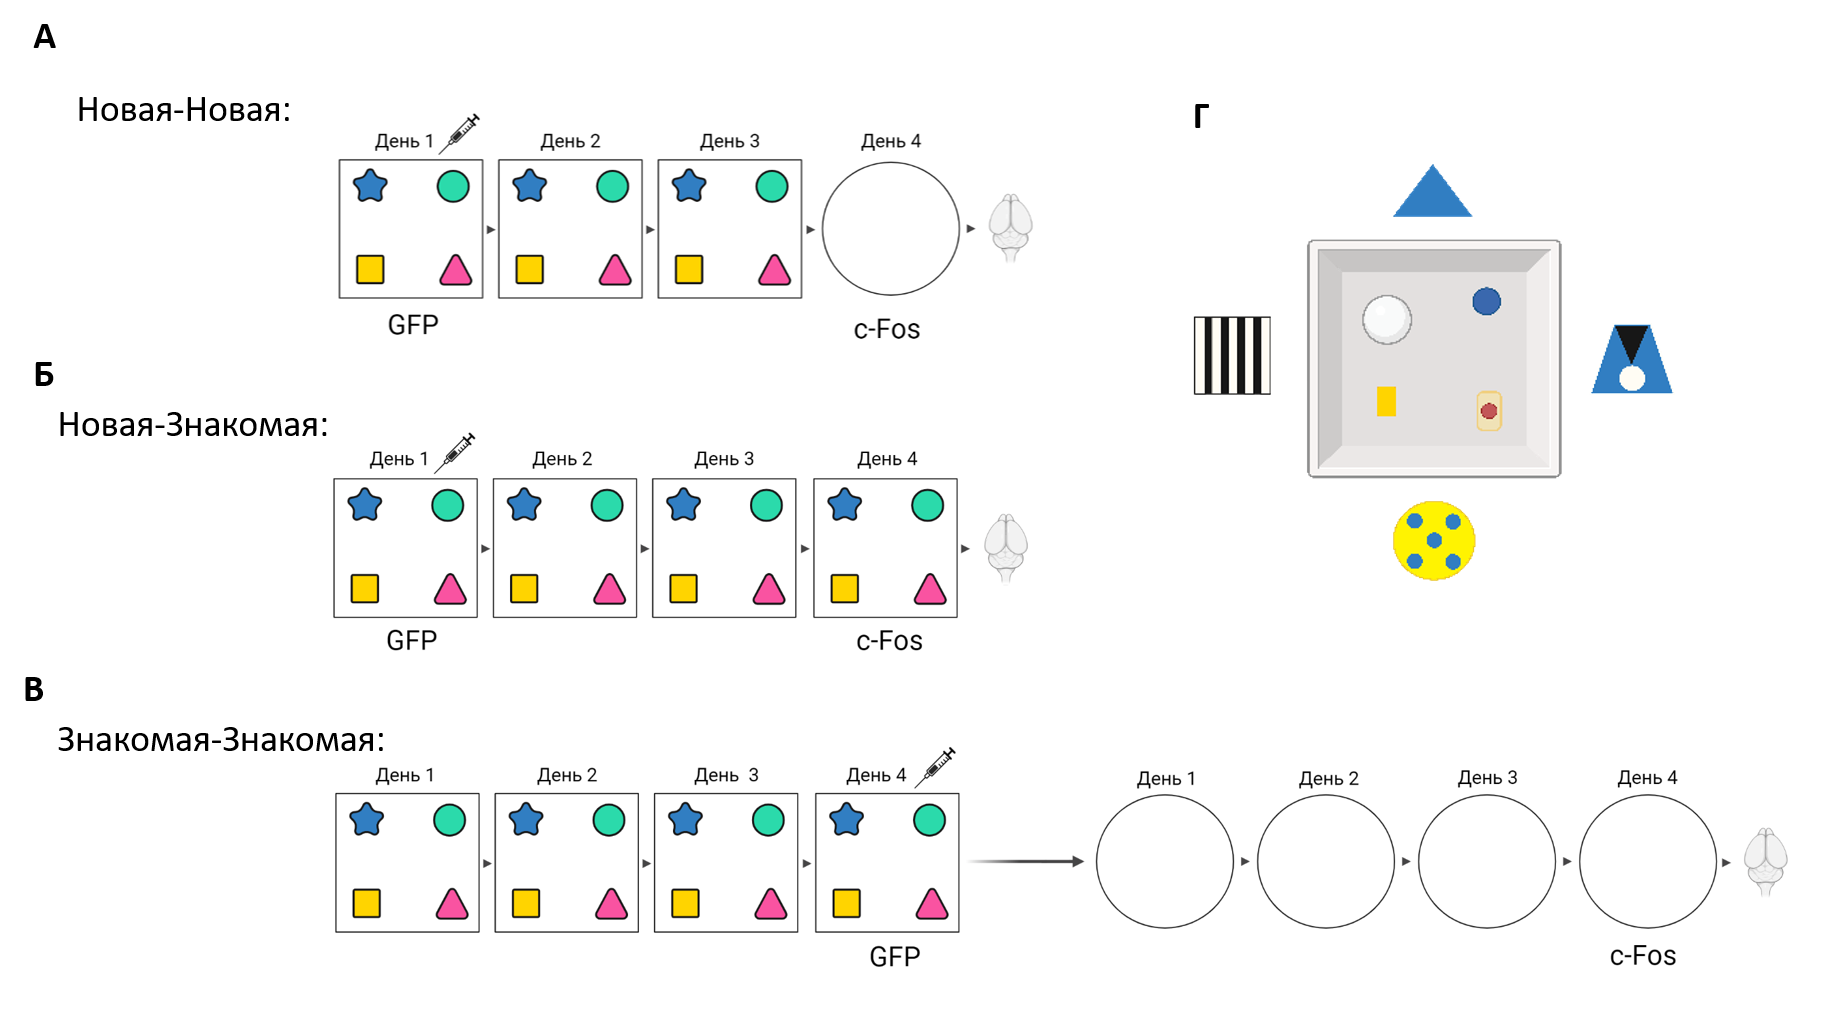 А
Новая-Новая:
День 1
День 2
День 3
День 4
GFP
c-Fos
Г
Б
Новая-Знакомая:
День 1
День 2
День 3
День 4
GFP
c-Fos
В
Знакомая-Знакомая:
День 1
День 2
День 3
День 4
День 1
День 2
День 3
День 4
GFP
c-Fos